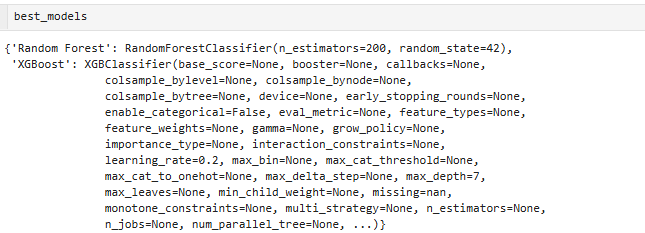 best_models
{'Random Forest': RandomForestClassifier(n_estimators=200, random_state=42),
'XGBoost': XGBClassifier(base_score=None, booster=None, callbacks=None,
colsample_bylevel=None, colsample_bynode=None,
colsample_bytree=None, device=None, early_stopping_rounds=None,
enable_categorical=False, eval_metric=None, feature_types=None,
feature_weights=None, gamma=None, grow_policy=None,
importance_type=None, interaction_constraints=None,
learning_rate=0.2, max_bin=None, max_cat_threshold=None,
max_cat_to_onehot=None, max_delta_step=None, max_depth=7,
max_leaves=None, min_child_weight=None, missing=nan,
monotone_constraints=None, multi_strategy=None, n_estimators=None,
n_jobs=None, num_parallel_tree=None, ...)}